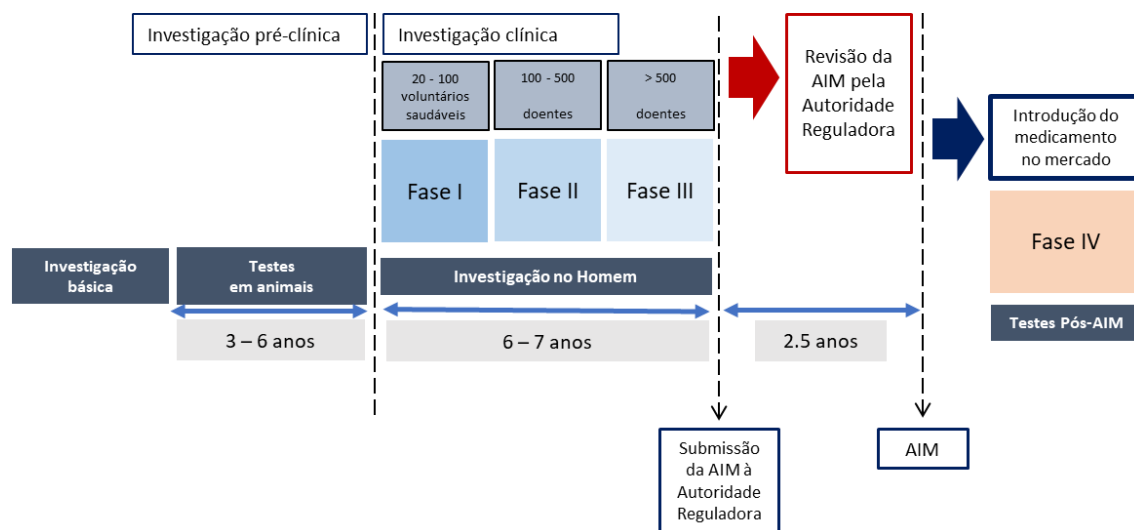 Investigação pré-clínica
Investigação clínica
20 - 100
voluntários
saudáveis
100 - 500
doentes
> 500
doentes
Revisão da
AIM pela
Autoridade
Reguladora
Introdução do
medicamento
no mercado
Fase I
Fase II
Fase III
Fase IV
Investigação
básica
Testes
em animais
Investigação no Homem
Testes Pós-AIM
3 – 6 anos
6 – 7 anos
2.5 anos
Submissão
da AIM à
Autoridade
Reguladora
AIM